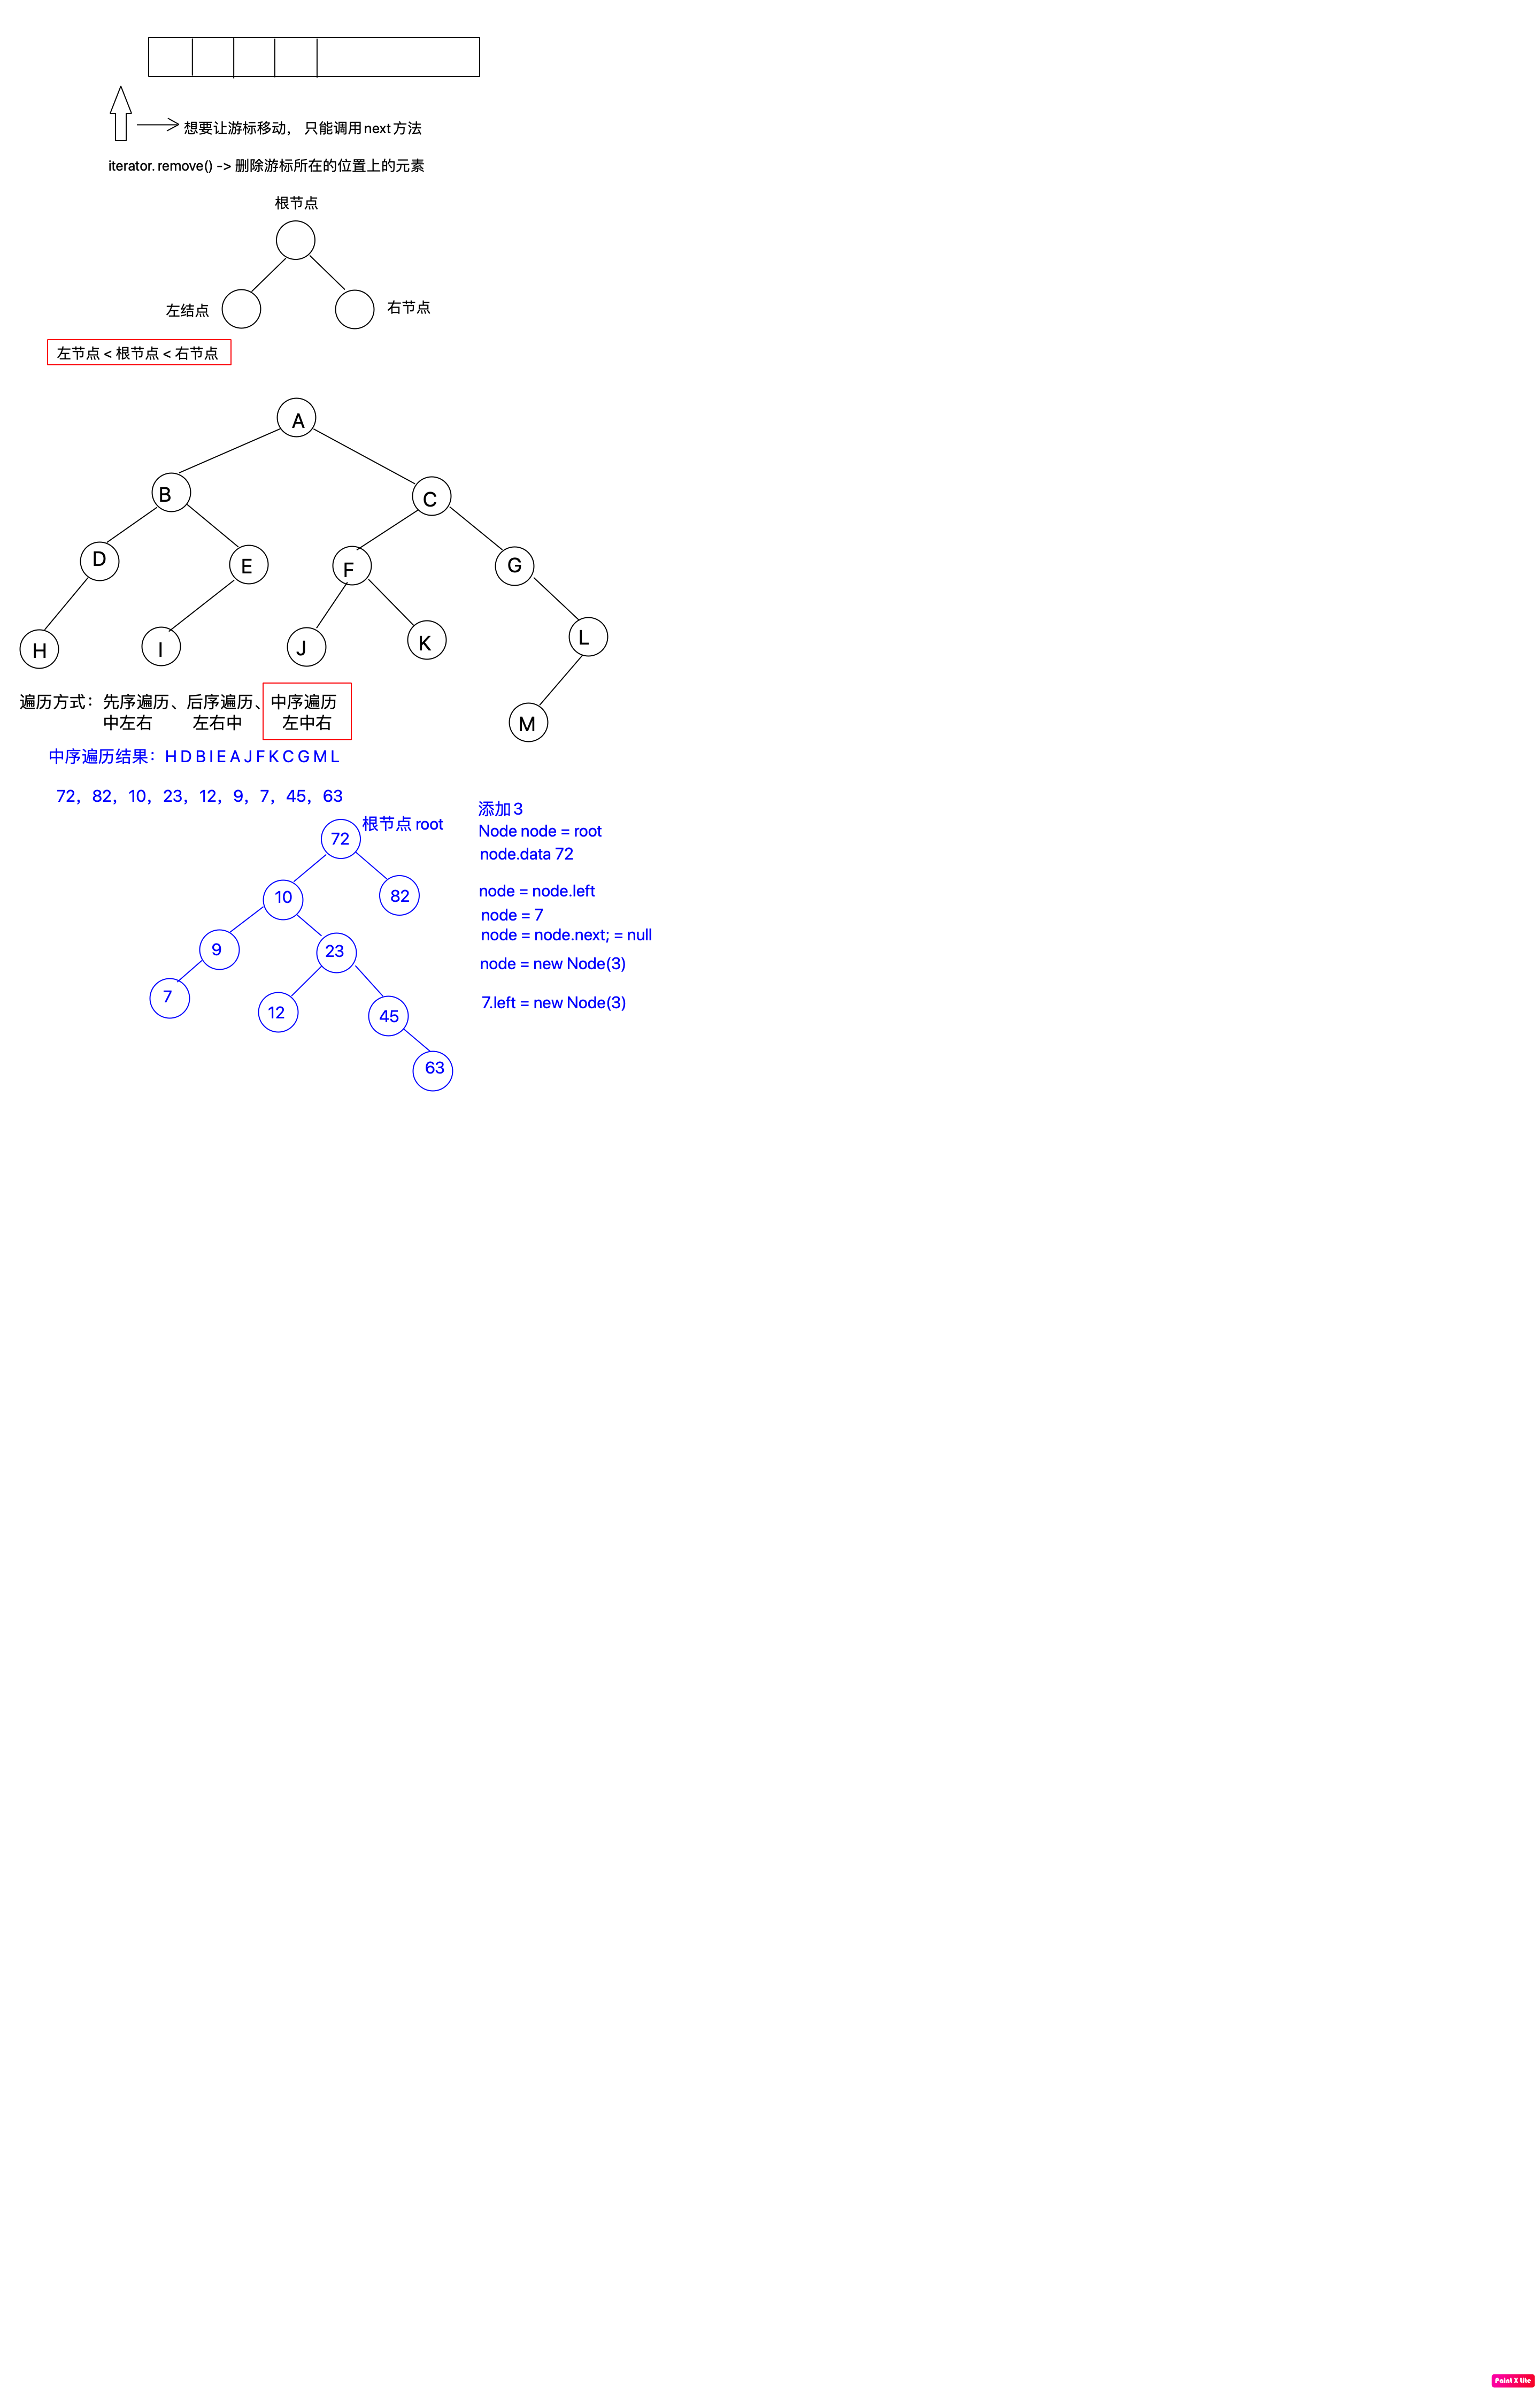 想要让游标移动， 只能调用next方法
iterator. remove() -> 删除游标所在的位置上的元素
根节点
左结点
右节点
左节点 < 根节点 < 右节点
A
B
C
D
E
F
G
H
I
J
K
L
M
遍历方式：先序遍历、后序遍历、中序遍历
中左右 左右中 左中右
中序遍历结果：H D B I E A J F K C G M L
72，82，10，23，12，9，7，45，63
根节点 root
72
10
82
9
23
7
12
45
63
添加3
Node node = root
node.data 72
node = node.left
node = 7
node = node.next; = null
node = new Node(3)
7.left = new Node(3)
Paint X lite